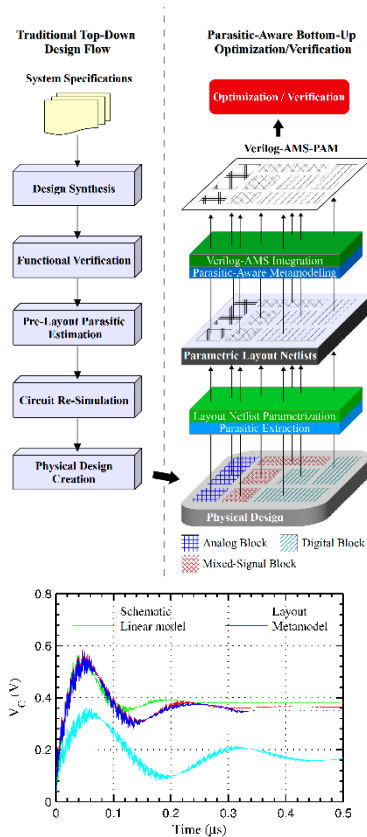 Traditional Top-Down
Design Flow
System Specifications
Design Synthesis
Functional Verification
Pre-Layout Parasitic
Estimation
Circuit Re-Simulation
Physical Design
Creation
Parasitic-Aware Bottom-Up
Optimization/Verification
Optimization / Verification
Verilog-AMS-PAM
Verilog-AMS Integration
Parasitic-Aware Metamodeling
Parametric Layout Netlists
Layout Netlist Parametrization
Parasitic Extraction
Physical Design
Analog Block
Digital Block
Mixed-Signal Block
Schematic
Layout
Linear model
Metamodel
0.8
0.6
0.4
0.2
0
V_C (V)
0
0.1
0.2
0.3
0.4
0.5
Time (μs)